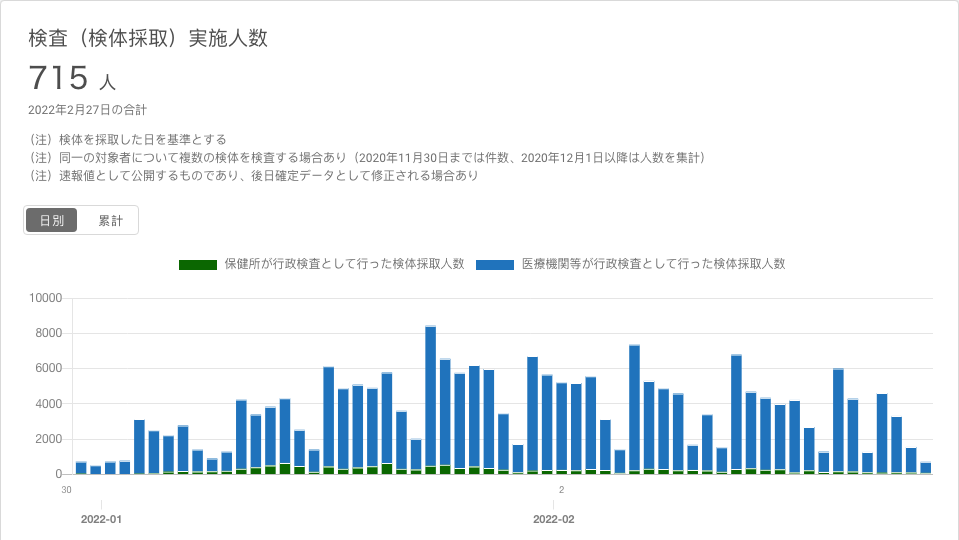 検査（検体採取）実施人数
715 人
2022年2月27日の合計
（注）検体を採取した日を基準とする
（注）同一の対象者について複数の検体を検査する場合あり（2020年11月30日までは件数、2020年12月1日以降は人数を集計）
（注）速報値として公開するものであり、後日確定データとして修正される場合あり
日別 累計
保健所が行政検査として行った検体採取人数 医療機関等が行政検査として行った検体採取人数
10000
8000
6000
4000
2000
0
30 2
2022-01 2022-02